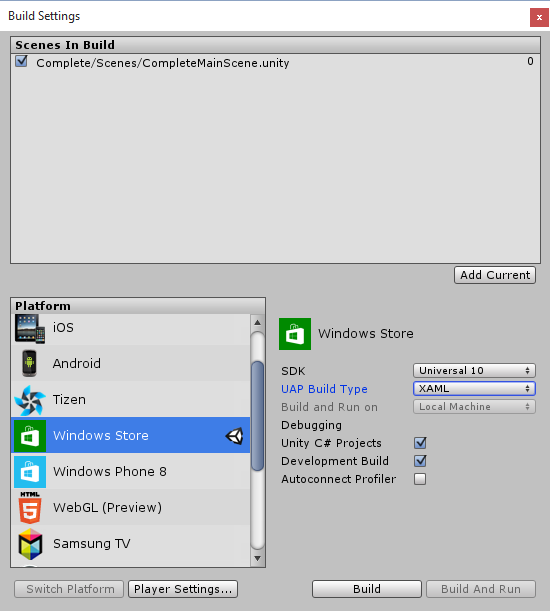 Build Settings
x
Scenes In Build
Complete/Scenes/CompleteMainScene.unity 0
Add Current
Platform
iOS
Android
Tizen
Windows Store
Windows Phone 8
HTML
5
WebGL (Preview)
Samsung TV
Windows Store
SDK Universal 10
UAP Build Type XAML
Build and Run on Local Machine
Debugging
Unity C# Projects
Development Build
Autoconnect Profiler
Switch Platform Player Settings... Build Build And Run